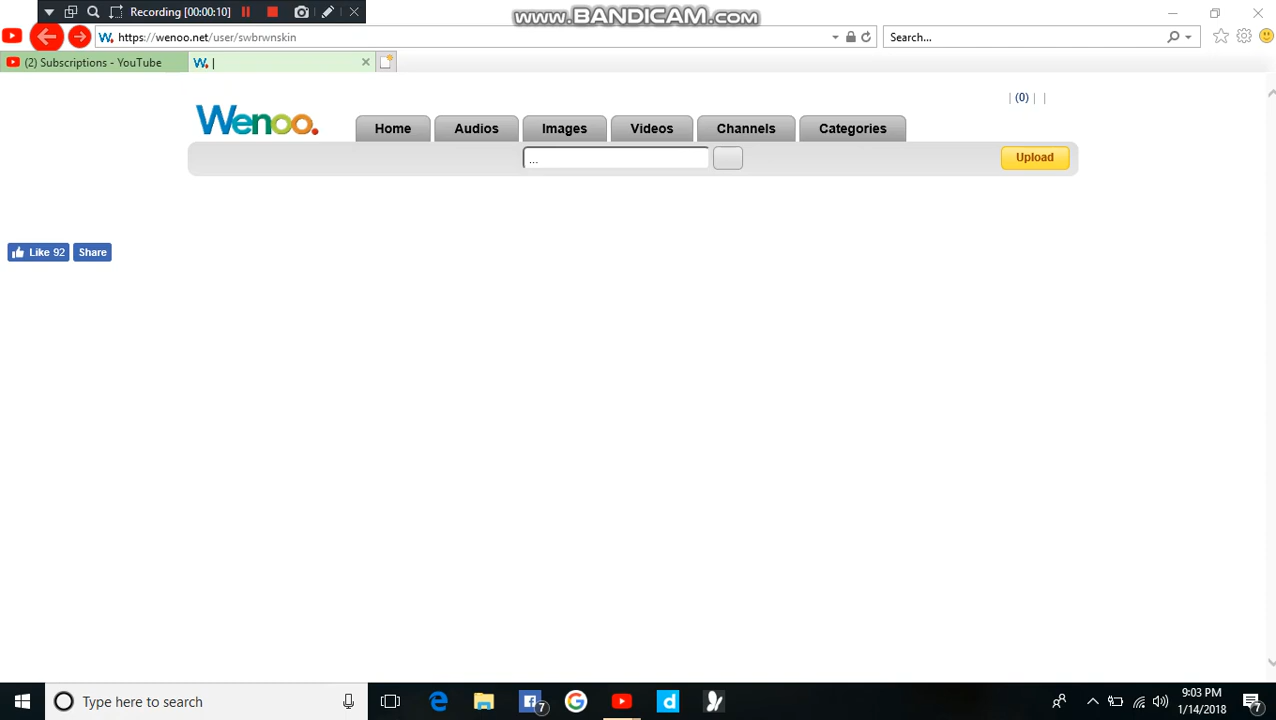 Recording [00:00:10]
www.BANDICAM.com
https://wenoo.net/user/swbrwnskin
Search...
(2) Subscriptions - YouTube
W. |
| (0) | |
Wenoo.
Home
Audios
Images
Videos
Channels
Categories
...
Upload
Like 92
Share
Type here to search
7
9:03 PM
1/14/2018
7